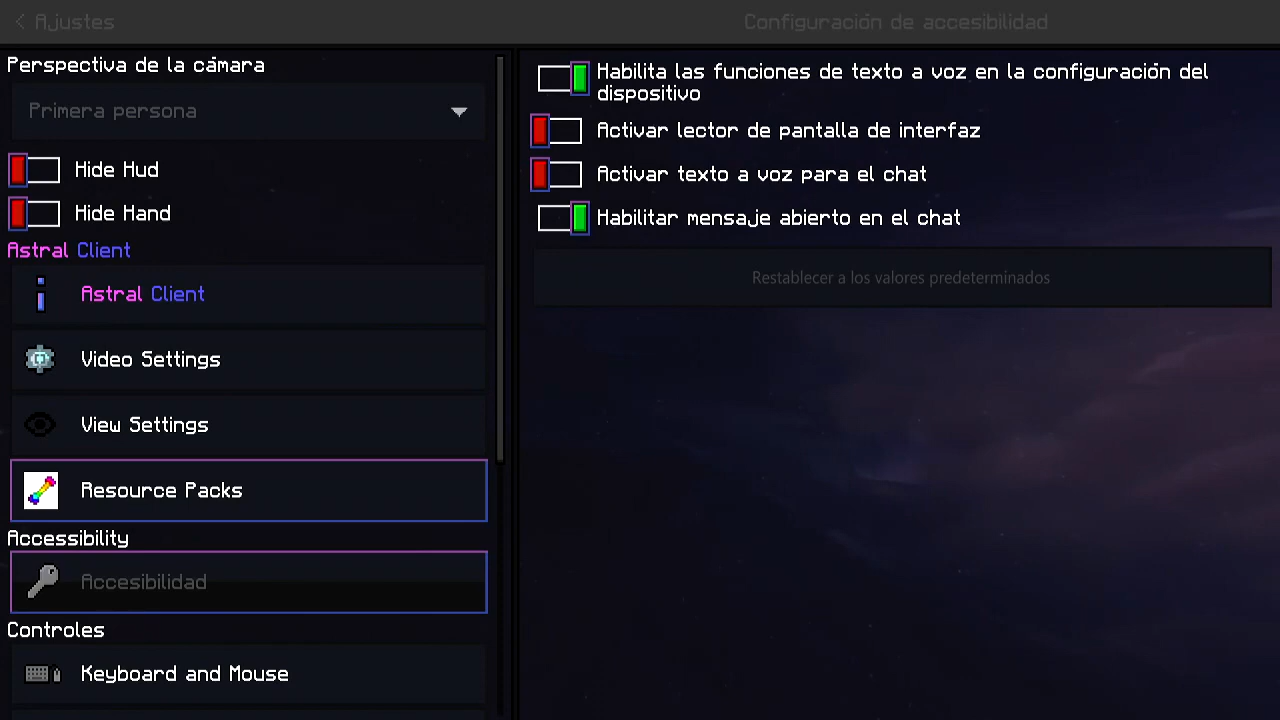 < Ajustes
Configuración de accesibilidad
Perspectiva de la cámara
Primera persona
Hide Hud
Hide Hand
Astral Client
Astral Client
Video Settings
View Settings
Resource Packs
Accessibility
Accesibilidad
Controles
Keyboard and Mouse
Habilita las funciones de texto a voz en la configuración del
dispositivo
Activar lector de pantalla de interfaz
Activar texto a voz para el chat
Habilitar mensaje abierto en el chat
Restablecer a los valores predeterminados